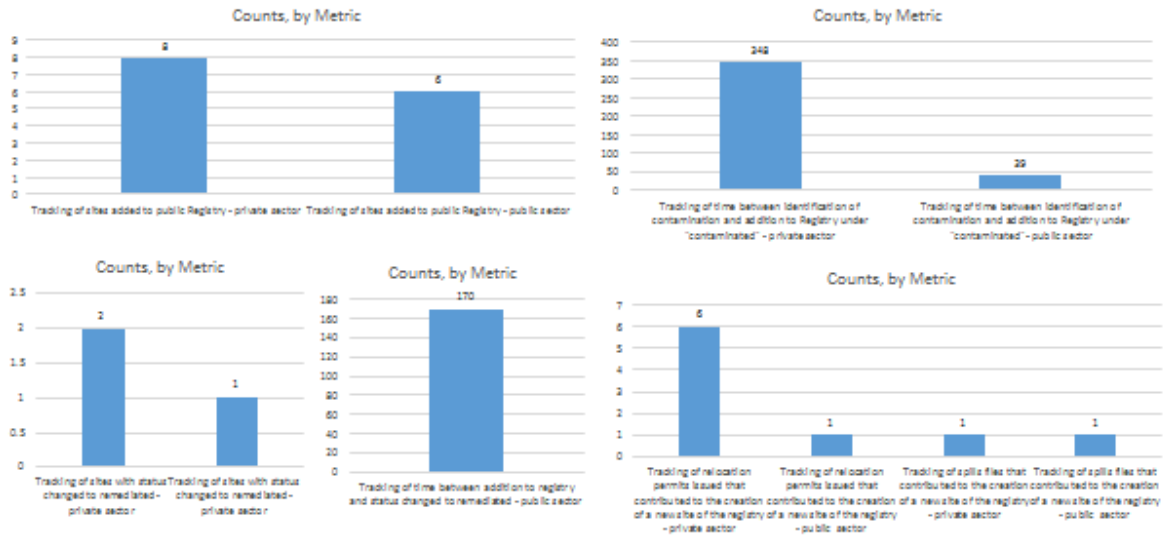 Counts, by Metric
9
8
7
6
5
4
3
2
1
0
8
6
Tracking of sites added to public Registry - private sector
Tracking of sites added to public Registry - public sector
Counts, by Metric
400
350
300
250
200
150
100
50
0
348
39
Tracking of time between identification of
contamination and addition to Registry under
"contaminated" - private sector
Tracking of time between identification of
contamination and addition to Registry under
"contaminated" - public sector
Counts, by Metric
2.5
2
1.5
1
0.5
0
2
1
Tracking of sites with status
changed to remediated -
private sector
Tracking of sites with status
changed to remediated -
private sector
Counts, by Metric
180
160
140
120
100
80
60
40
20
0
170
Tracking of time between addition to registry
and status changed to remediated - public sector
Counts, by Metric
7
6
5
4
3
2
1
0
6
1
1
1
Tracking of relocation
permits issued that
contributed to the creation
of a new site of the registry
- private sector
Tracking of relocation
permits issued that
contributed to the creation
of a new site of the registry
- public sector
Tracking of spills files that
contributed to the creation
of a new site of the registry
- private sector
Tracking of spills files that
contributed to the creation
of a new site of the registry
- public sector